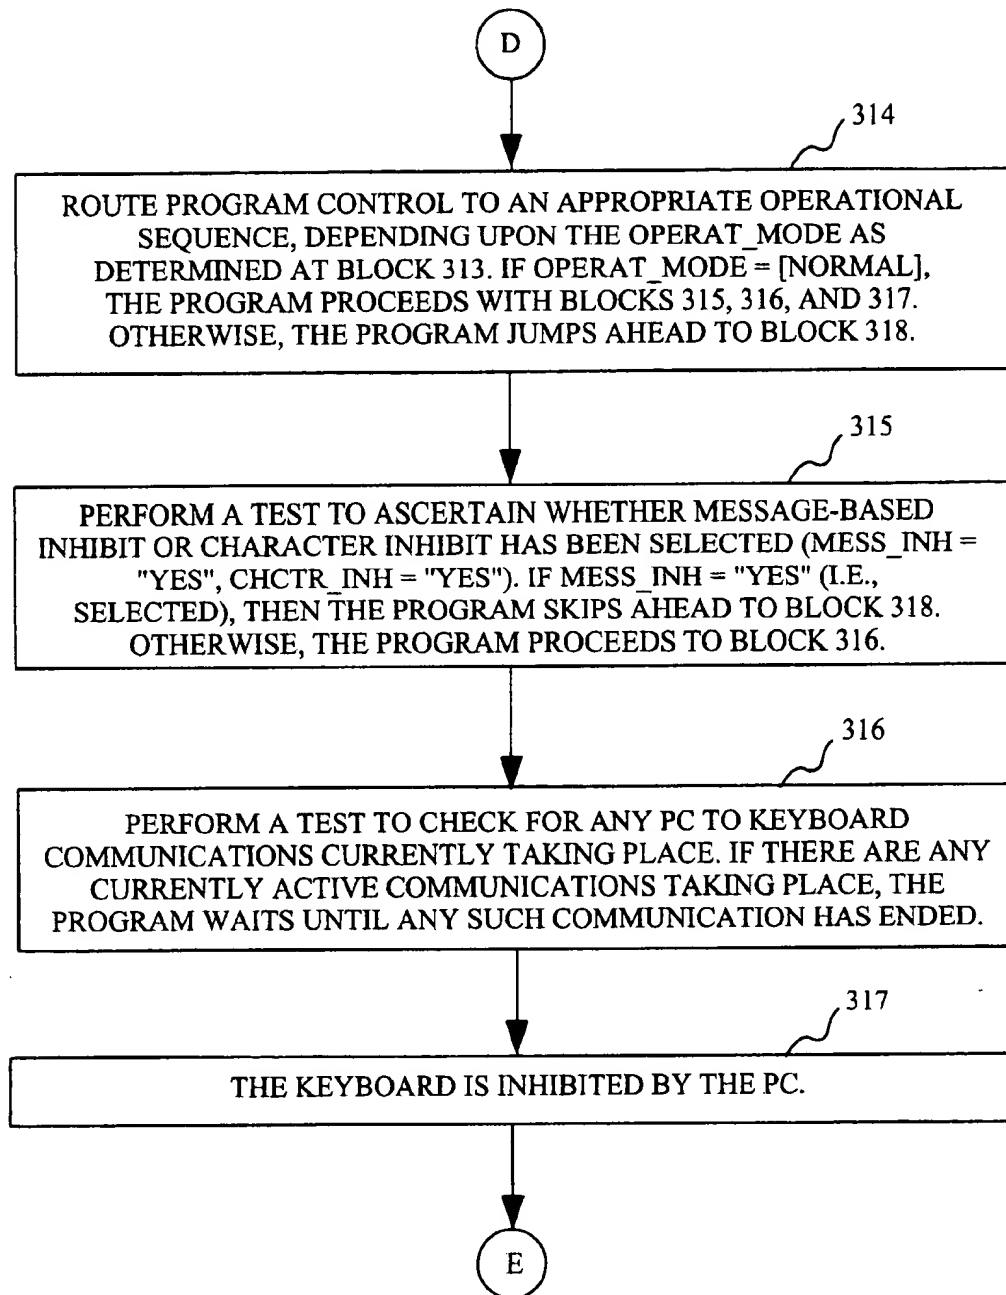 D
314
ROUTE PROGRAM CONTROL TO AN APPROPRIATE OPERATIONAL
SEQUENCE, DEPENDING UPON THE OPERAT_MODE AS
DETERMINED AT BLOCK 313. IF OPERAT_MODE = [NORMAL],
THE PROGRAM PROCEEDS WITH BLOCKS 315, 316, AND 317.
OTHERWISE, THE PROGRAM JUMPS AHEAD TO BLOCK 318.
315
PERFORM A TEST TO ASCERTAIN WHETHER MESSAGE-BASED
INHIBIT OR CHARACTER INHIBIT HAS BEEN SELECTED (MESS_INH =
"YES", CHCTR_INH = "YES"). IF MESS_INH = "YES" (I.E.,
SELECTED), THEN THE PROGRAM SKIPS AHEAD TO BLOCK 318.
OTHERWISE, THE PROGRAM PROCEEDS TO BLOCK 316.
316
PERFORM A TEST TO CHECK FOR ANY PC TO KEYBOARD
COMMUNICATIONS CURRENTLY TAKING PLACE. IF THERE ARE ANY
CURRENTLY ACTIVE COMMUNICATIONS TAKING PLACE, THE
PROGRAM WAITS UNTIL ANY SUCH COMMUNICATION HAS ENDED.
317
THE KEYBOARD IS INHIBITED BY THE PC.
E